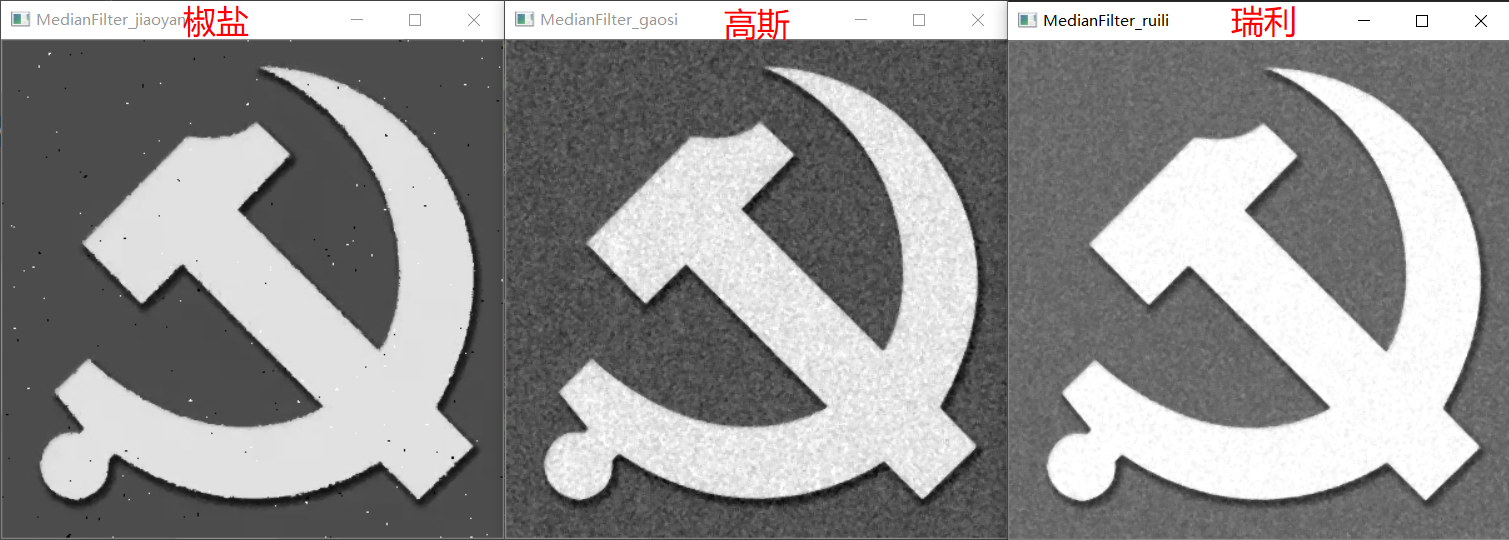 MedianFilter_jiaoyan 椒盐
MedianFilter_gaosi 高斯
MedianFilter_ruili 瑞利